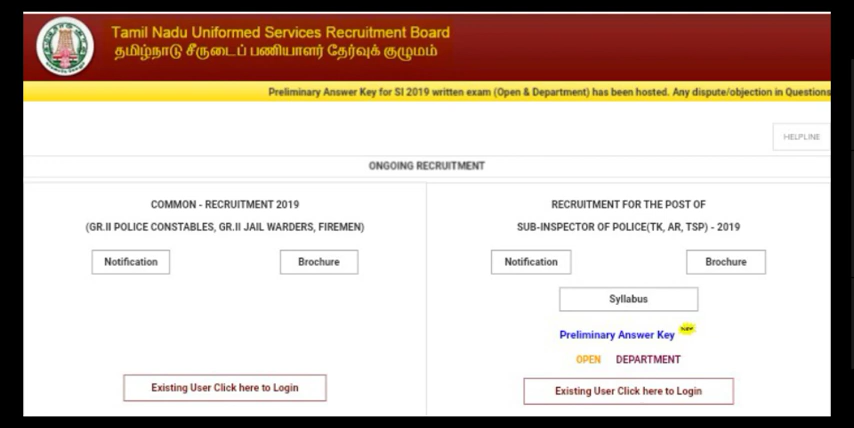 Tamil Nadu Uniformed Services Recruitment Board
தமிழ்நாடு சீருடைப் பணியாளர் தேர்வுக் குழுமம்
Preliminary Answer Key for SI 2019 written exam (Open & Department) has been hosted. Any dispute/objection in Questions
HELPLINE
ONGOING RECRUITMENT
COMMON - RECRUITMENT 2019
(GR.II POLICE CONSTABLES, GR.II JAIL WARDERS, FIREMEN)
Notification Brochure
Existing User Click here to Login
RECRUITMENT FOR THE POST OF
SUB-INSPECTOR OF POLICE(TK, AR, TSP) - 2019
Notification Brochure
Syllabus
Preliminary Answer Key New
OPEN DEPARTMENT
Existing User Click here to Login